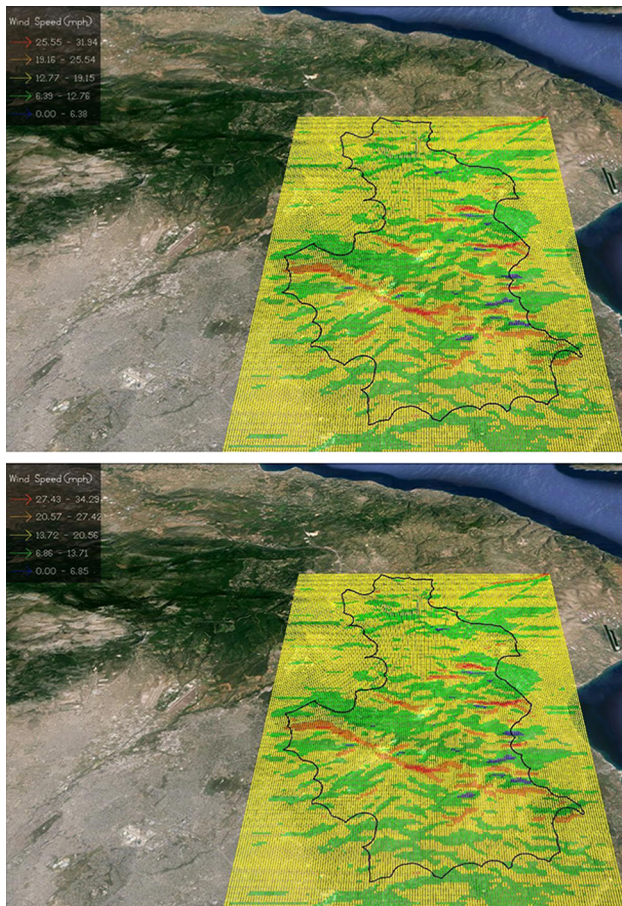 Wind Speed (mph)
25.55 - 31.94
19.16 - 25.54
12.77 - 19.15
6.39 - 12.76
0.00 - 6.38
Wind Speed (mph)
27.43 - 34.29
20.57 - 27.42
13.72 - 20.56
6.86 - 13.71
0.00 - 6.85